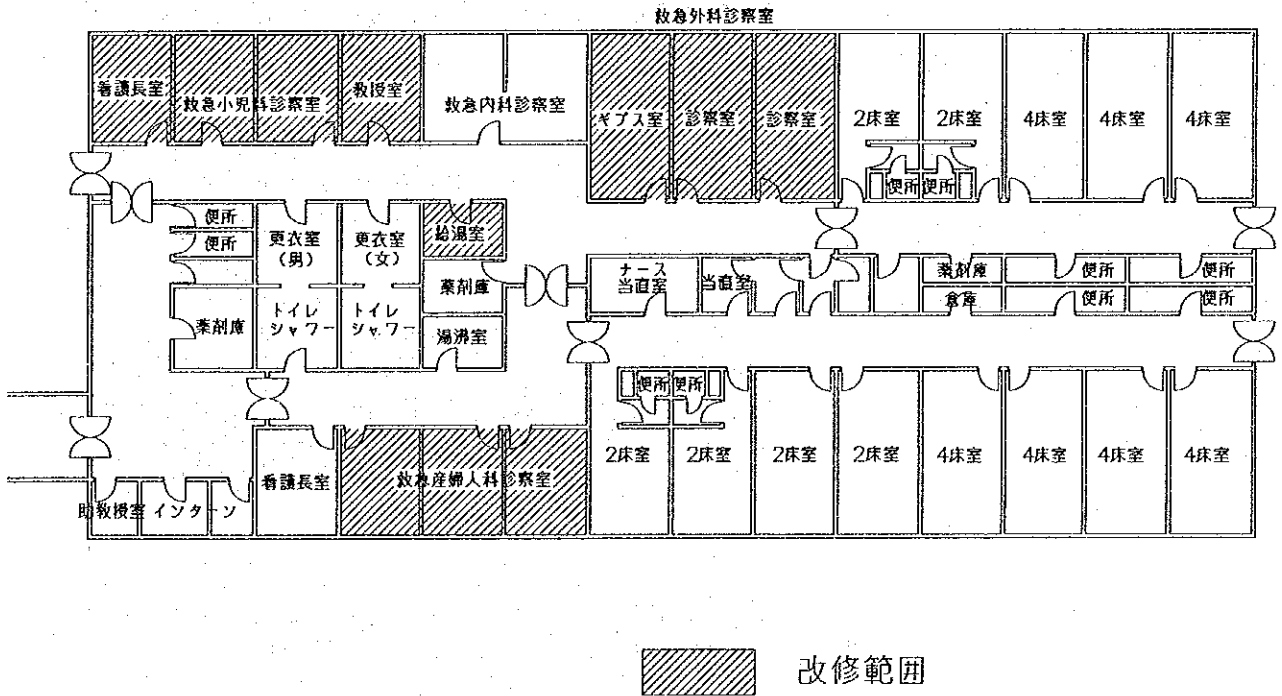 救急外科診察室
看護長室
救急小児科診察室
教授室
救急内科診察室
ギプス室
診察室
診察室
2床室
2床室
4床室
4床室
4床室
便所
便所
便所
便所
更衣室
(男)
更衣室
(女)
給湯室
薬剤庫
ナース
当直室
当直室
薬剤庫
便所
便所
倉庫
便所
便所
薬剤庫
トイレ
シャワー
トイレ
シャワー
湯沸室
便所
便所
2床室
2床室
2床室
2床室
4床室
4床室
4床室
4床室
看護長室
救急産婦人科診察室
助教授室
インターン
改修範囲